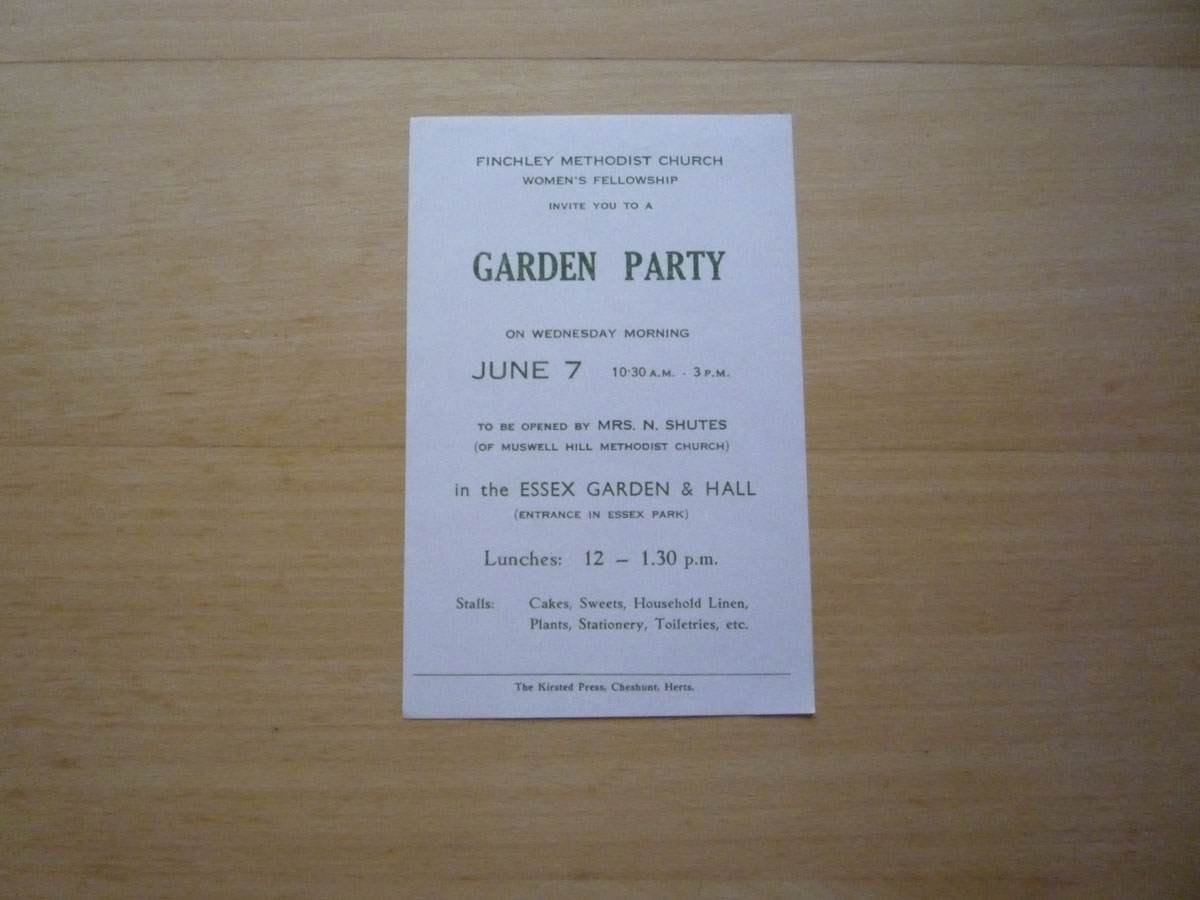 FINCHLEY METHODIST CHURCH
WOMEN'S FELLOWSHIP
INVITE YOU TO A
GARDEN PARTY
ON WEDNESDAY MORNING
JUNE 7 10·30 A.M. - 3 P.M.
TO BE OPENED BY MRS. N. SHUTES
(OF MUSWELL HILL METHODIST CHURCH)
in the ESSEX GARDEN & HALL
(ENTRANCE IN ESSEX PARK)
Lunches: 12 – 1.30 p.m.
Stalls: Cakes, Sweets, Household Linen,
Plants, Stationery, Toiletries, etc.
The Kirsted Press, Cheshunt, Herts.